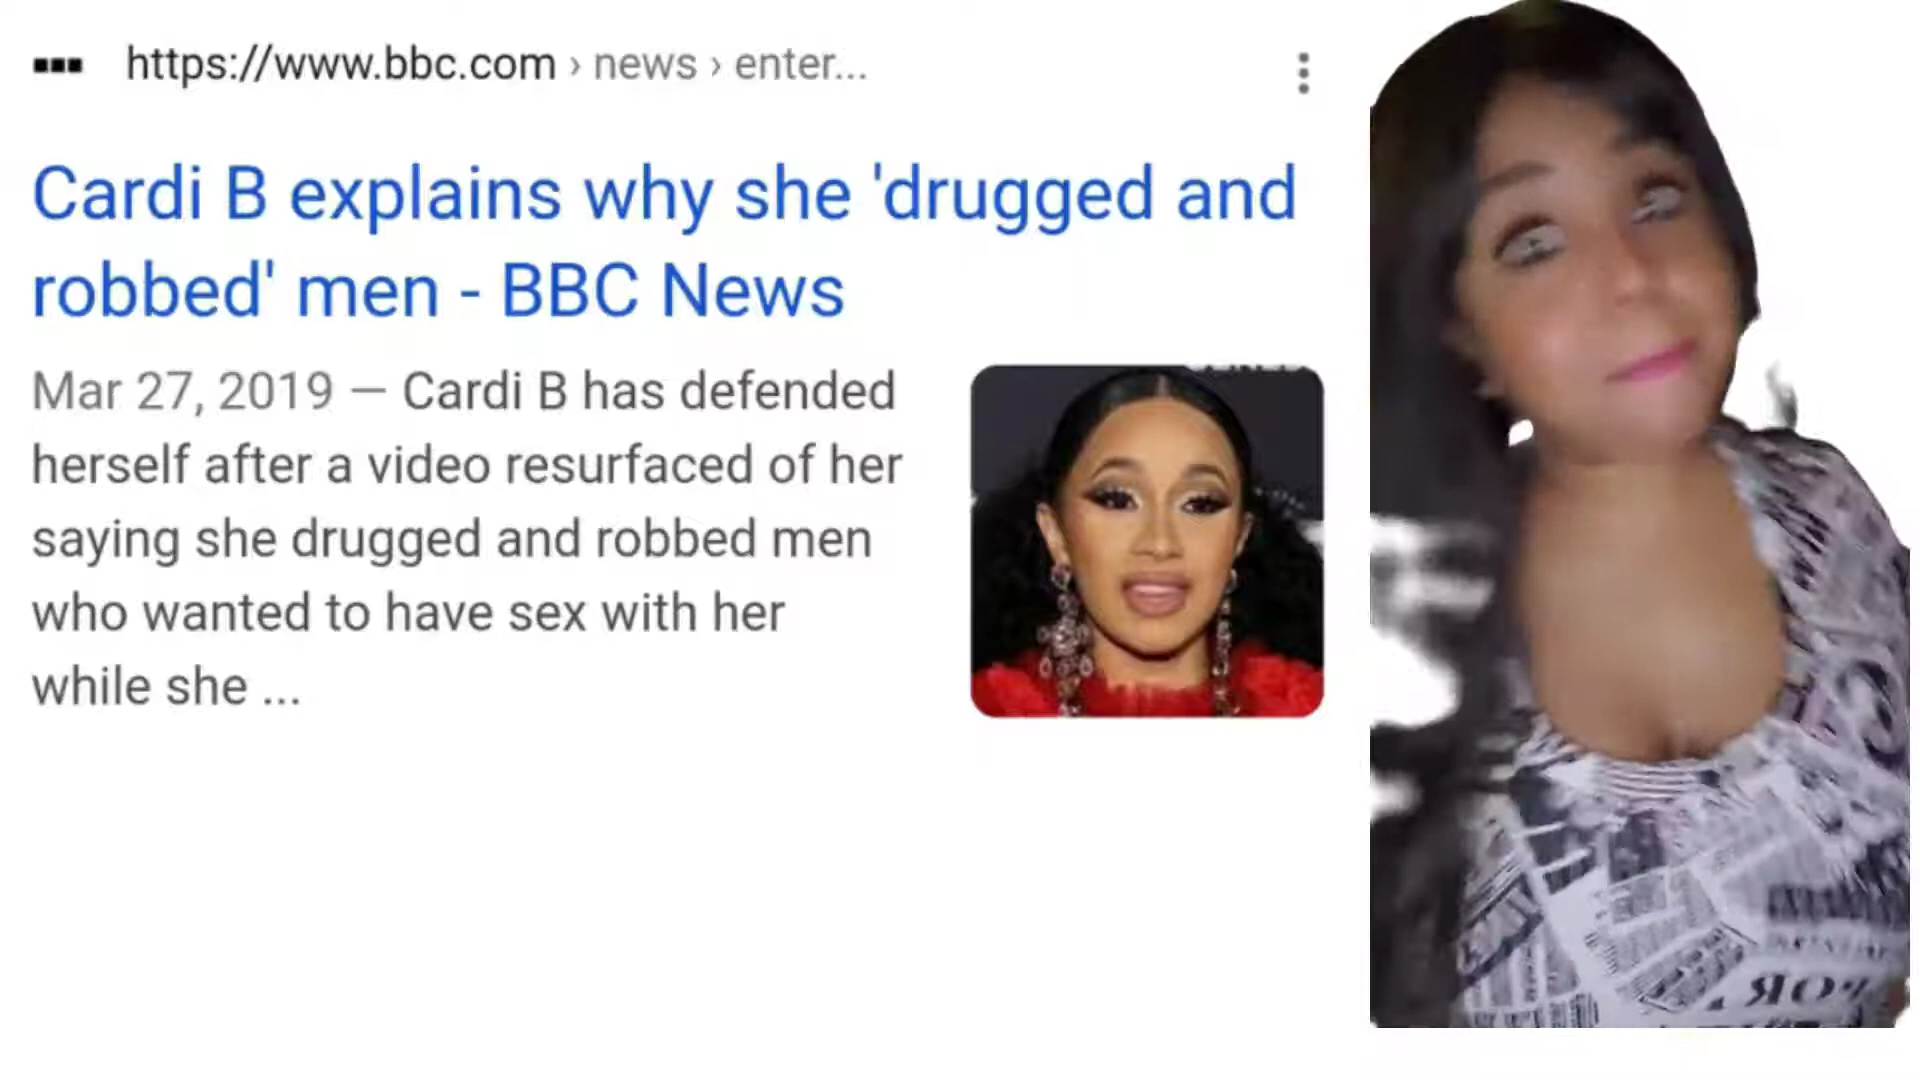 https://www.bbc.com › news › enter...
Cardi B explains why she 'drugged and
robbed' men - BBC News
Mar 27, 2019 — Cardi B has defended
herself after a video resurfaced of her
saying she drugged and robbed men
who wanted to have sex with her
while she ...